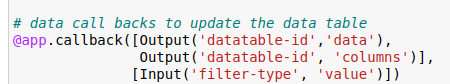 # data call backs to update the data table
@app.callback([Output('datatable-id','data'),
Output('datatable-id', 'columns')],
[Input('filter-type', 'value')])